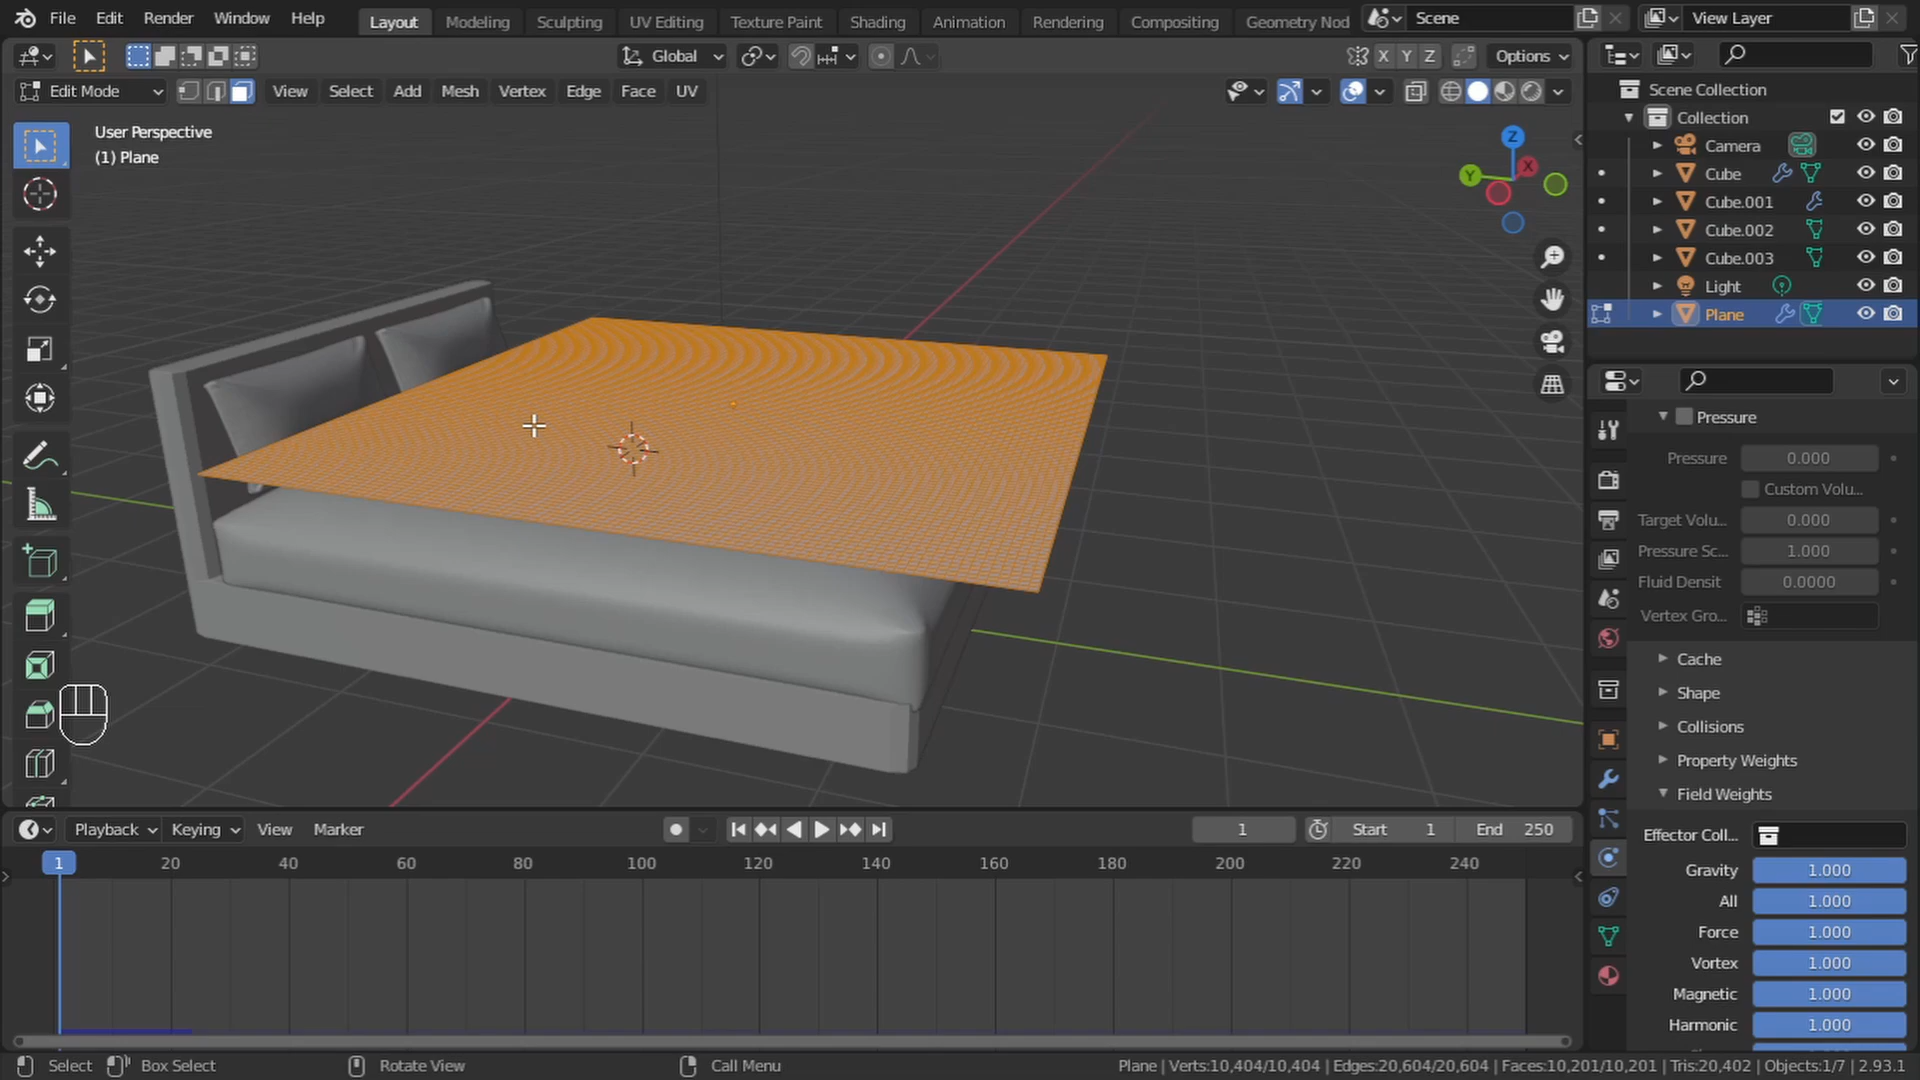 File Edit Render Window Help Layout Modeling Sculpting UV Editing Texture Paint Shading Animation Rendering Compositing Geometry Nod Scene View Layer
Global X Y Z Options
Edit Mode View Select Add Mesh Vertex Edge Face UV
User Perspective
(1) Plane
Z
X
Y
Scene Collection
Collection
Camera
Cube
Cube.001
Cube.002
Cube.003
Light
Plane
Pressure
Pressure 0.000
Custom Volu...
Target Volu... 0.000
Pressure Sc... 1.000
Fluid Densit 0.0000
Vertex Gro...
Cache
Shape
Collisions
Property Weights
Field Weights
Effector Coll...
Gravity 1.000
All 1.000
Force 1.000
Vortex 1.000
Magnetic 1.000
Harmonic 1.000
Playback Keying View Marker 1 Start 1 End 250
1 20 40 60 80 100 120 140 160 180 200 220 240
Select Box Select Rotate View Call Menu Plane | Verts:10,404/10,404 | Edges:20,604/20,604 | Faces:10,201/10,201 | Tris:20,402 | Objects:1/7 | 2.93.1